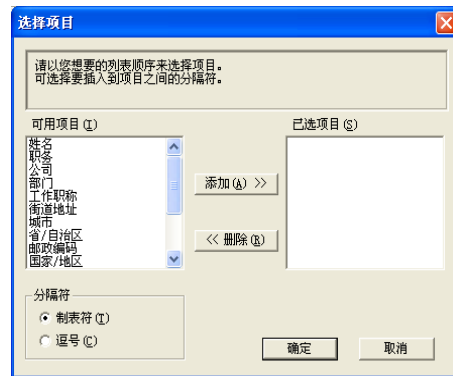 选择项目
请以您想要的列表顺序来选择项目。
可选择要插入到项目之间的分隔符。
可用项目(I)
已选项目(S)
姓名
职务
公司
部门
工作职称
街道地址
城市
省/自治区
邮政编码
国家/地区
添加(A) >>
<< 删除(R)
分隔符
制表符(T)
逗号(C)
确定
取消